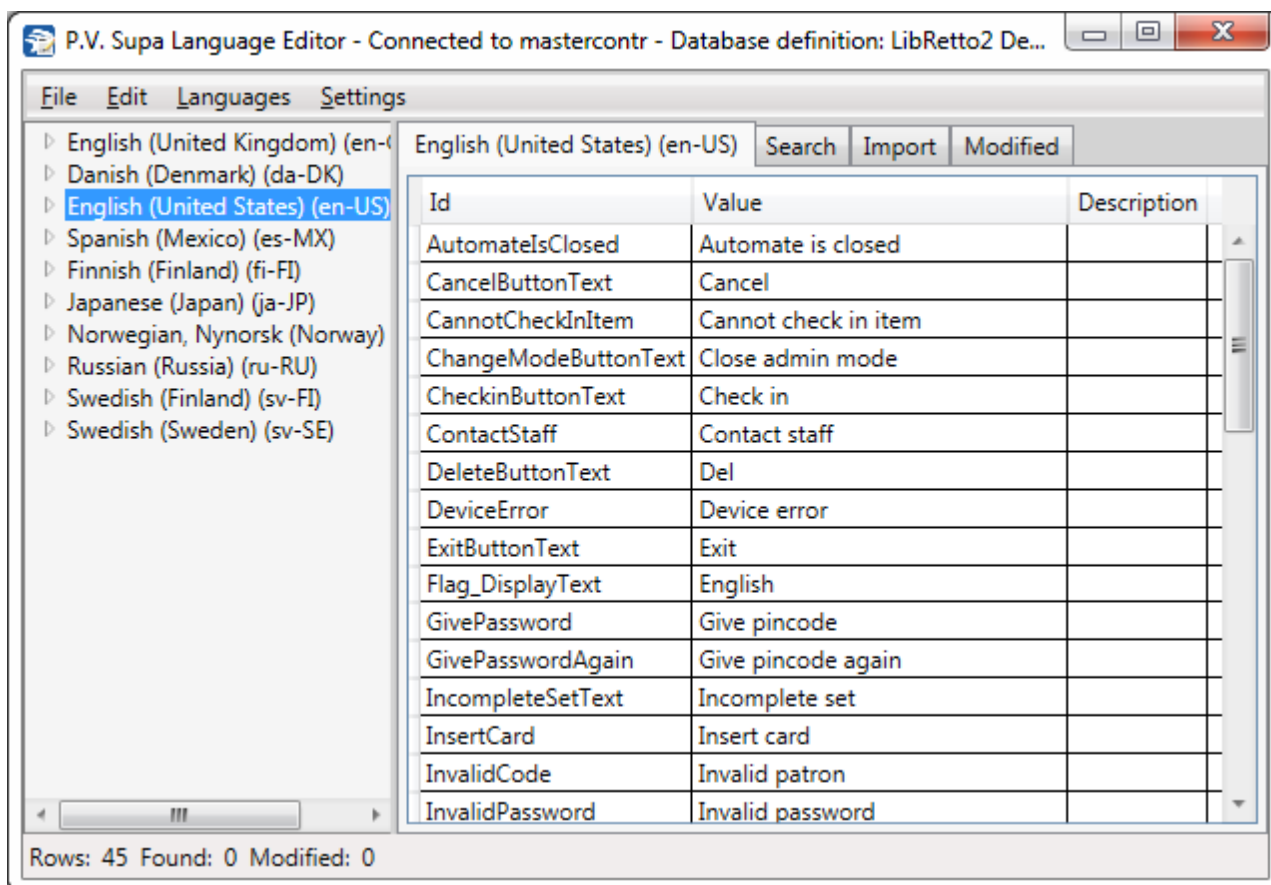 P.V. Supa Language Editor - Connected to mastercontr - Database definition: LibRetto2 De...
File Edit Languages Settings
English (United Kingdom) (en-
Danish (Denmark) (da-DK)
English (United States) (en-US)
Spanish (Mexico) (es-MX)
Finnish (Finland) (fi-FI)
Japanese (Japan) (ja-JP)
Norwegian, Nynorsk (Norway)
Russian (Russia) (ru-RU)
Swedish (Finland) (sv-FI)
Swedish (Sweden) (sv-SE)
English (United States) (en-US) Search Import Modified
Id Value Description
AutomateIsClosed Automate is closed
CancelButtonText Cancel
CannotCheckInItem Cannot check in item
ChangeModeButtonText Close admin mode
CheckinButtonText Check in
ContactStaff Contact staff
DeleteButtonText Del
DeviceError Device error
ExitButtonText Exit
Flag_DisplayText English
GivePassword Give pincode
GivePasswordAgain Give pincode again
IncompleteSetText Incomplete set
InsertCard Insert card
InvalidCode Invalid patron
InvalidPassword Invalid password
Rows: 45 Found: 0 Modified: 0